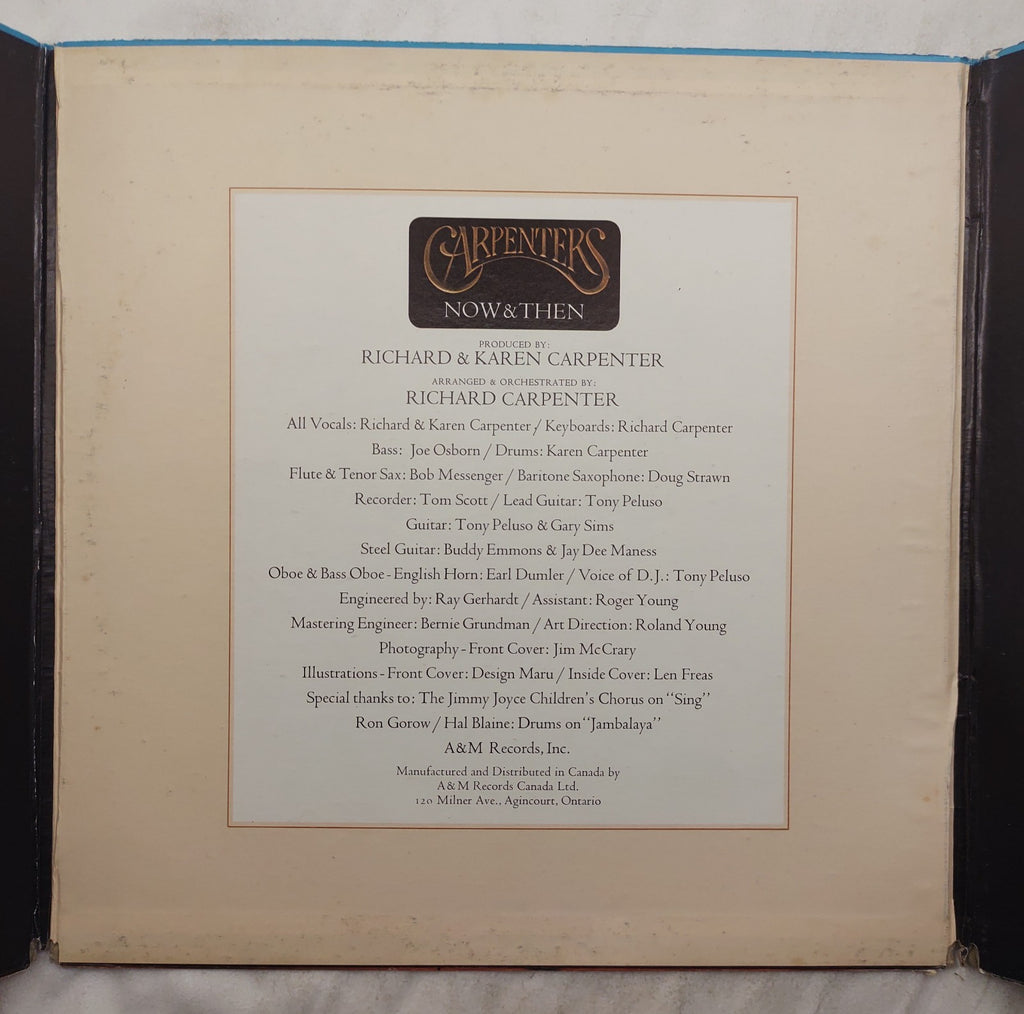 CARPENTERS
NOW & THEN
PRODUCED BY:
RICHARD & KAREN CARPENTER
ARRANGED & ORCHESTRATED BY:
RICHARD CARPENTER
All Vocals: Richard & Karen Carpenter / Keyboards: Richard Carpenter
Bass: Joe Osborn / Drums: Karen Carpenter
Flute & Tenor Sax: Bob Messenger / Baritone Saxophone: Doug Strawn
Recorder: Tom Scott / Lead Guitar: Tony Peluso
Guitar: Tony Peluso & Gary Sims
Steel Guitar: Buddy Emmons & Jay Dee Maness
Oboe & Bass Oboe - English Horn: Earl Dumler / Voice of D.J.: Tony Peluso
Engineered by: Ray Gerhardt / Assistant: Roger Young
Mastering Engineer: Bernie Grundman / Art Direction: Roland Young
Photography - Front Cover: Jim McCrary
Illustrations - Front Cover: Design Maru / Inside Cover: Len Freas
Special thanks to: The Jimmy Joyce Children's Chorus on "Sing"
Ron Gorow / Hal Blaine: Drums on "Jambalaya"
A&M Records, Inc.
Manufactured and Distributed in Canada by
A & M Records Canada Ltd.
120 Milner Ave., Agincourt, Ontario